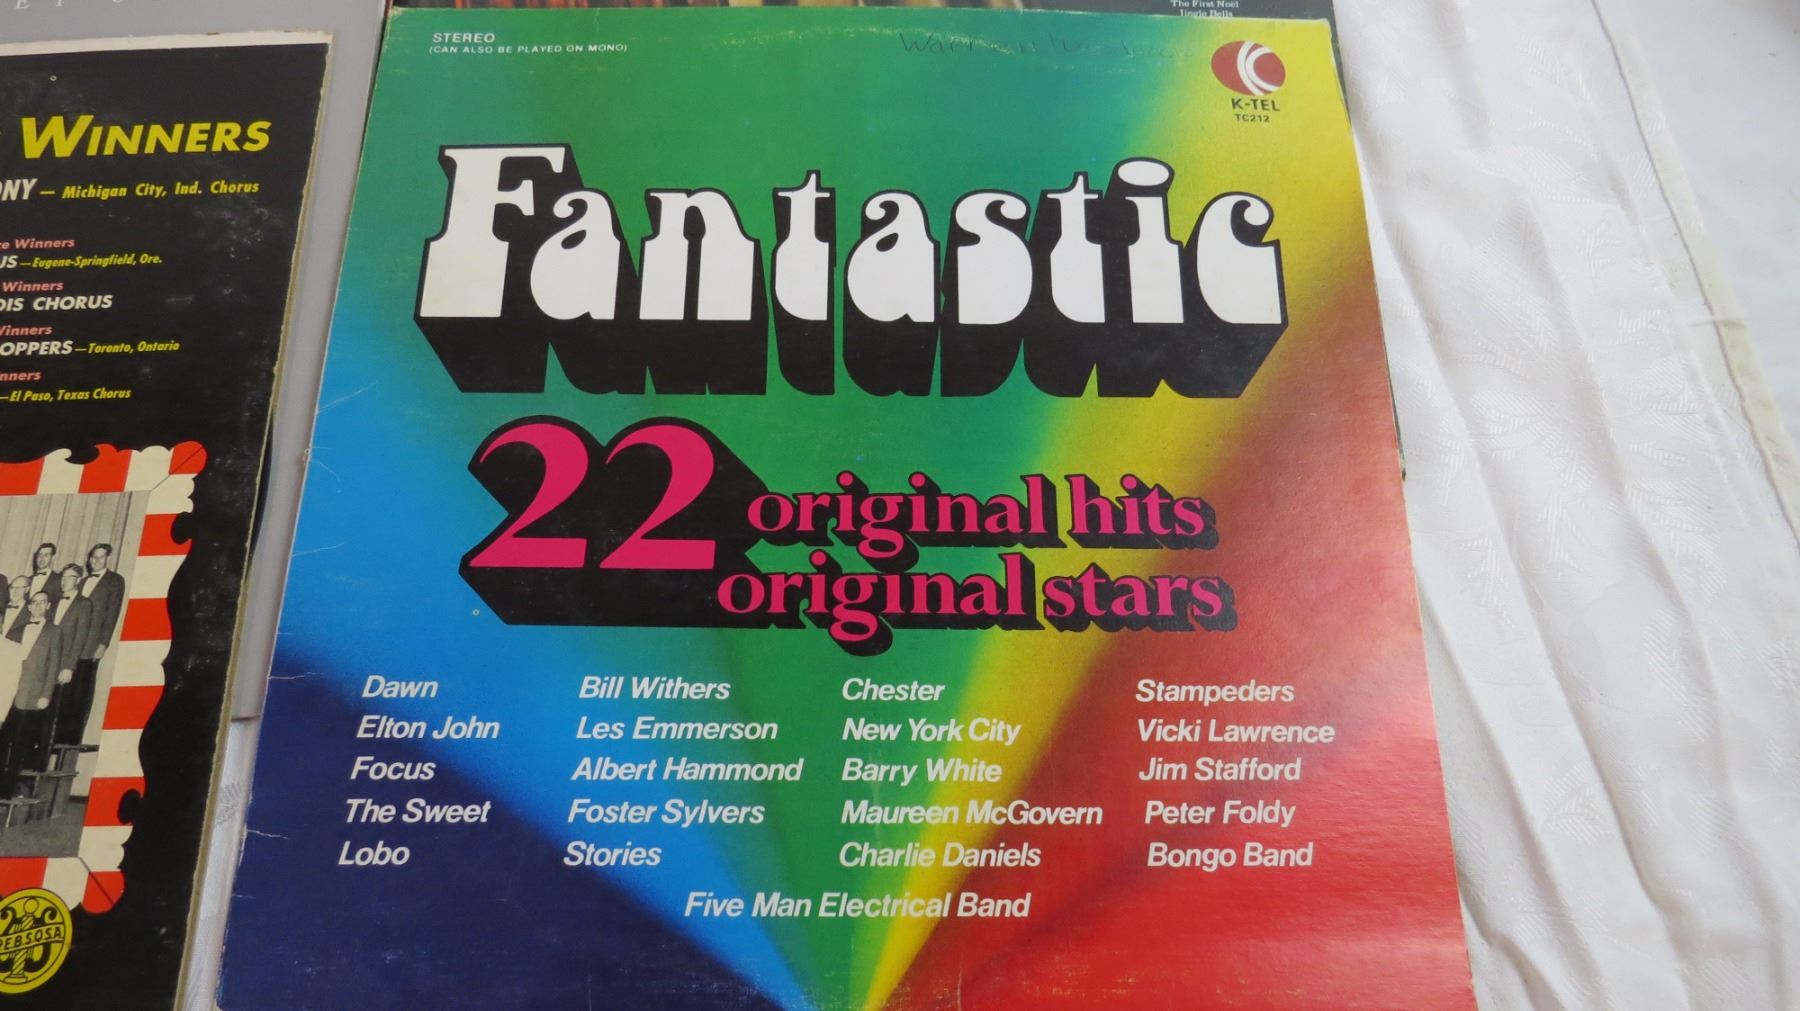 The First Noël
Jingle Bells
WINNERS
Michigan City, Ind. Chorus
Winners
Eugene-Springfield, Ore.
Winners
CHORUS
Winners
—Toronto, Ontario
—El Paso, Texas Chorus
STEREO
(CAN ALSO BE PLAYED ON MONO)
Warren
K-TEL
TC212
Fantastic
22 original hits
original stars
Dawn Bill Withers Chester Stampeders
Elton John Les Emmerson New York City Vicki Lawrence
Focus Albert Hammond Barry White Jim Stafford
The Sweet Foster Sylvers Maureen McGovern Peter Foldy
Lobo Stories Charlie Daniels Bongo Band
Five Man Electrical Band